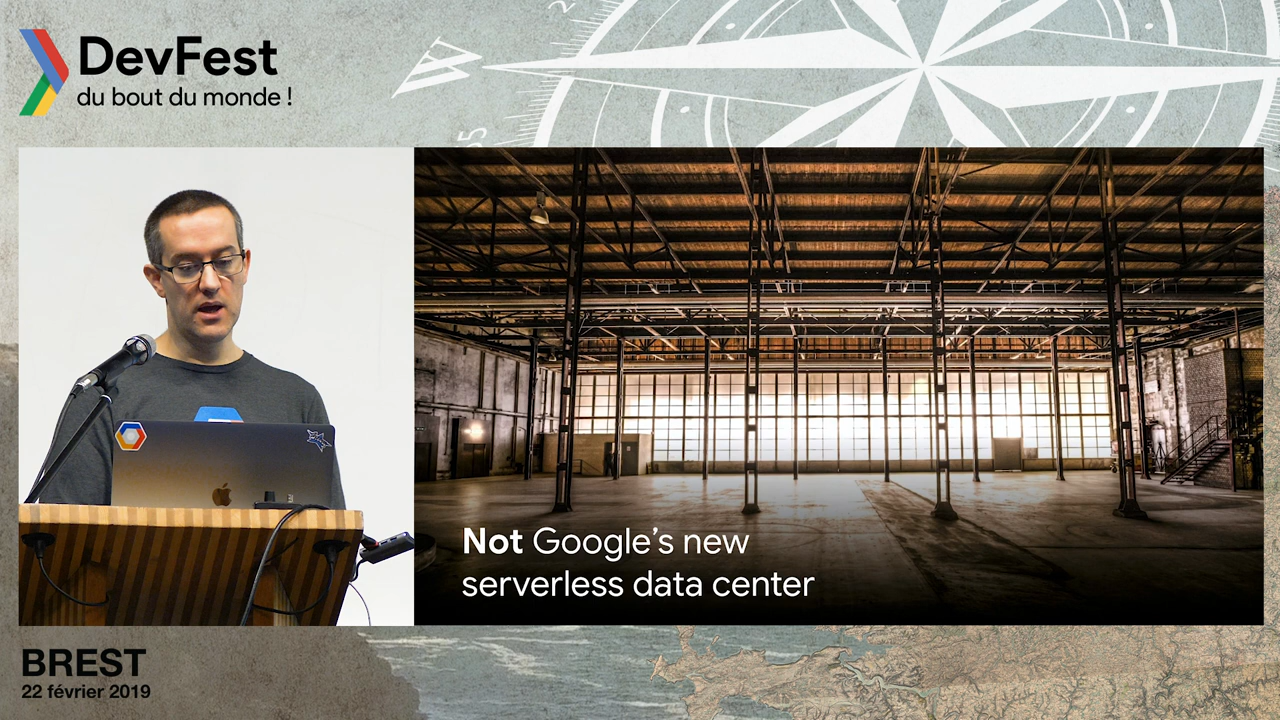 DevFest
du bout du monde !
W
Not Google's new
serverless data center
BREST
22 février 2019